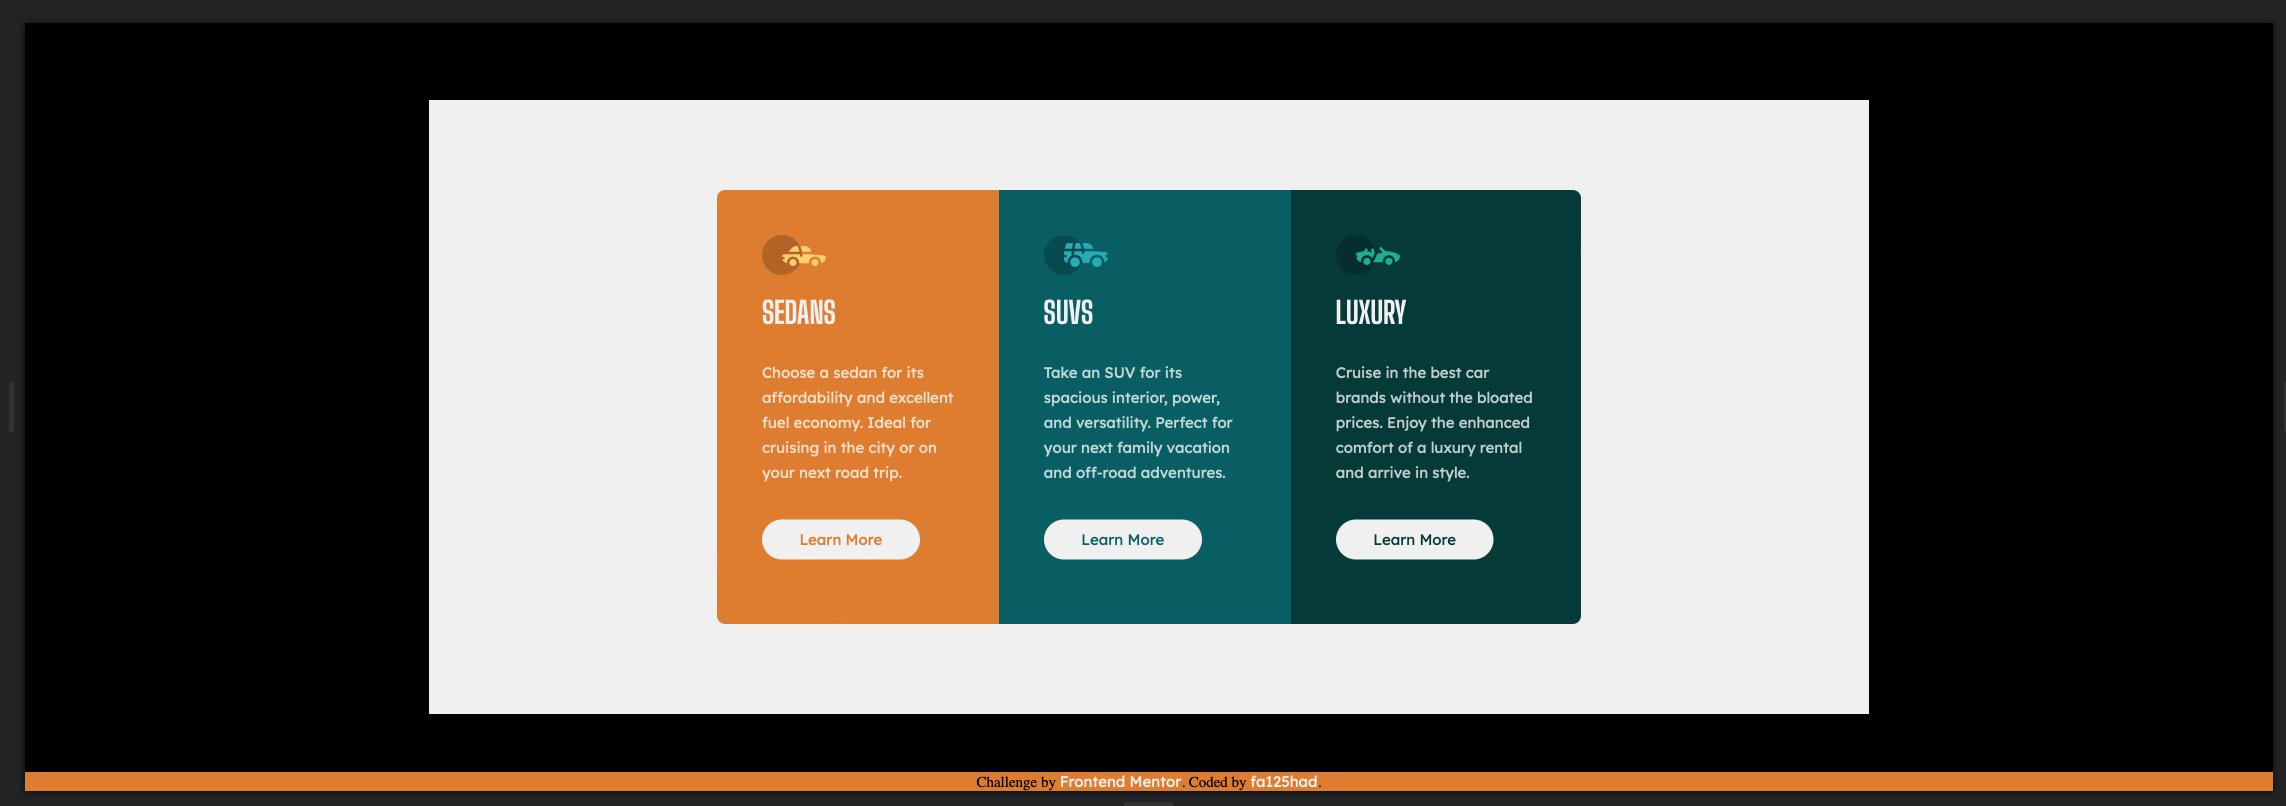 SEDANS
Choose a sedan for its
affordability and excellent
fuel economy. Ideal for
cruising in the city or on
your next road trip.
Learn More
SUVS
Take an SUV for its
spacious interior, power,
and versatility. Perfect for
your next family vacation
and off-road adventures.
Learn More
LUXURY
Cruise in the best car
brands without the bloated
prices. Enjoy the enhanced
comfort of a luxury rental
and arrive in style.
Learn More
Challenge by Frontend Mentor. Coded by fa125had.